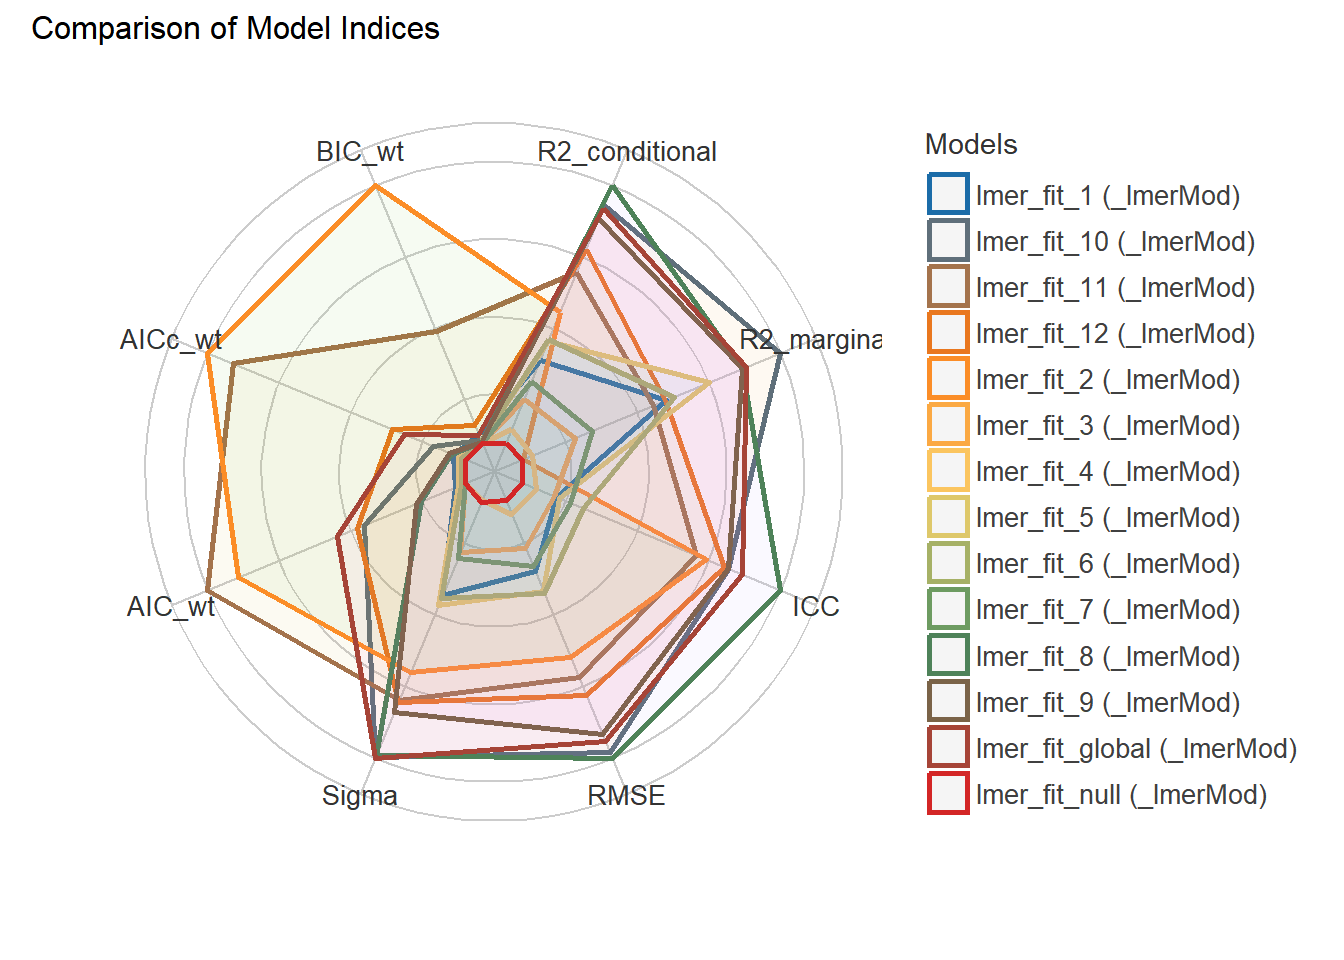 Comparison of Model Indices
BIC_wt
R2_conditional
AICc_wt
R2_margina
AIC_wt
ICC
Sigma
RMSE
Models
lmer_fit_1 (_lmerMod)
lmer_fit_10 (_lmerMod)
lmer_fit_11 (_lmerMod)
lmer_fit_12 (_lmerMod)
lmer_fit_2 (_lmerMod)
lmer_fit_3 (_lmerMod)
lmer_fit_4 (_lmerMod)
lmer_fit_5 (_lmerMod)
lmer_fit_6 (_lmerMod)
lmer_fit_7 (_lmerMod)
lmer_fit_8 (_lmerMod)
lmer_fit_9 (_lmerMod)
lmer_fit_global (_lmerMod)
lmer_fit_null (_lmerMod)